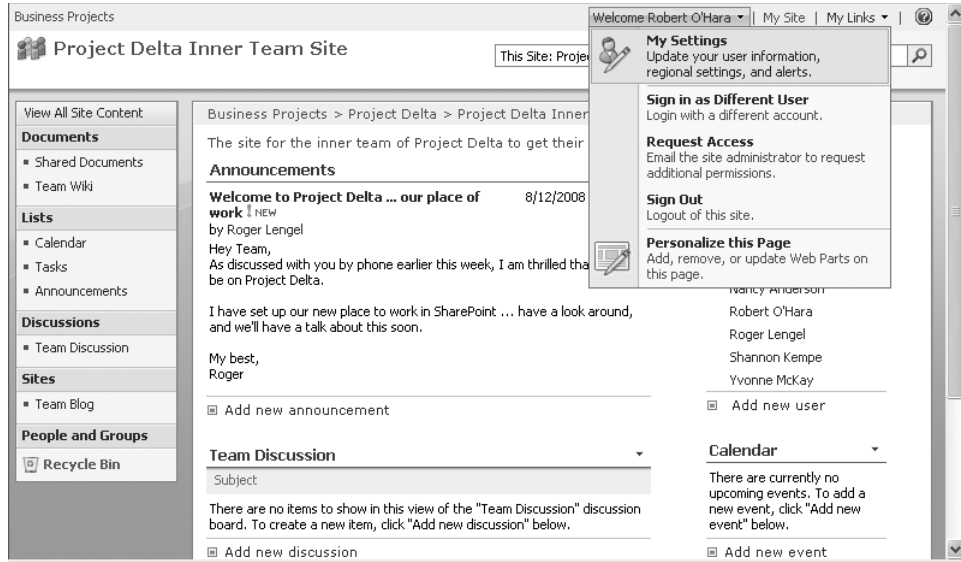 Business Projects
Welcome Robert O'Hara | My Site | My Links |
Project Delta Inner Team Site
This Site: Proje
My Settings
Update your user information,
regional settings, and alerts.
Sign in as Different User
Login with a different account.
Request Access
Email the site administrator to request
additional permissions.
Sign Out
Logout of this site.
Personalize this Page
Add, remove, or update Web Parts on
this page.
View All Site Content
Documents
Shared Documents
Team Wiki
Lists
Calendar
Tasks
Announcements
Discussions
Team Discussion
Sites
Team Blog
People and Groups
Recycle Bin
Business Projects > Project Delta > Project Delta Inner
The site for the inner team of Project Delta to get their
Announcements
Welcome to Project Delta ... our place of
work ! NEW
8/12/2008
by Roger Lengel
Hey Team,
As discussed with you by phone earlier this week, I am thrilled tha
be on Project Delta.
I have set up our new place to work in SharePoint ... have a look around,
and we'll have a talk about this soon.
My best,
Roger
Add new announcement
Team Discussion
Subject
There are no items to show in this view of the "Team Discussion" discussion
board. To create a new item, click "Add new discussion" below.
Add new discussion
Nancy Anderson
Robert O'Hara
Roger Lengel
Shannon Kempe
Yvonne McKay
Add new user
Calendar
There are currently no
upcoming events. To add a
new event, click "Add new
event" below.
Add new event